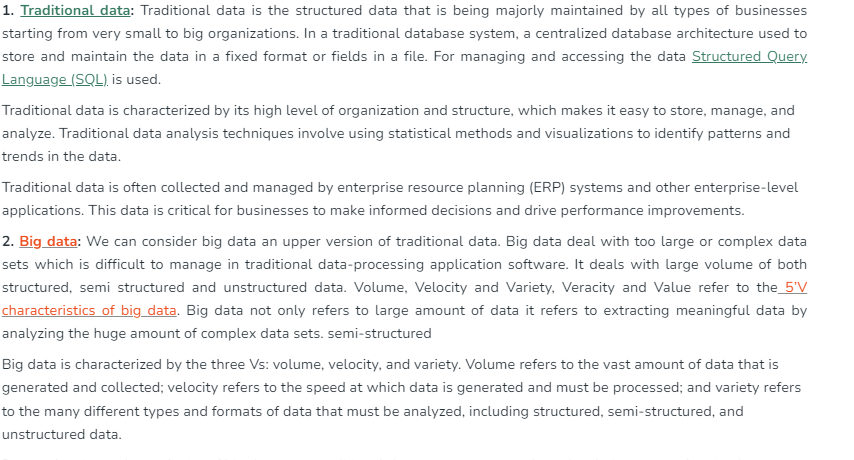 1. Traditional data: Traditional data is the structured data that is being majorly maintained by all types of businesses
starting from very small to big organizations. In a traditional database system, a centralized database architecture used to
store and maintain the data in a fixed format or fields in a file. For managing and accessing the data Structured Query
Language (SQL) is used.
Traditional data is characterized by its high level of organization and structure, which makes it easy to store, manage, and
analyze. Traditional data analysis techniques involve using statistical methods and visualizations to identify patterns and
trends in the data.
Traditional data is often collected and managed by enterprise resource planning (ERP) systems and other enterprise-level
applications. This data is critical for businesses to make informed decisions and drive performance improvements.
2. Big data: We can consider big data an upper version of traditional data. Big data deal with too large or complex data
sets which is difficult to manage in traditional data-processing application software. It deals with large volume of both
structured, semi structured and unstructured data. Volume, Velocity and Variety, Veracity and Value refer to the 5'V
characteristics of big data. Big data not only refers to large amount of data it refers to extracting meaningful data by
analyzing the huge amount of complex data sets. semi-structured
Big data is characterized by the three Vs: volume, velocity, and variety. Volume refers to the vast amount of data that is
generated and collected; velocity refers to the speed at which data is generated and must be processed; and variety refers
to the many different types and formats of data that must be analyzed, including structured, semi-structured, and
unstructured data.